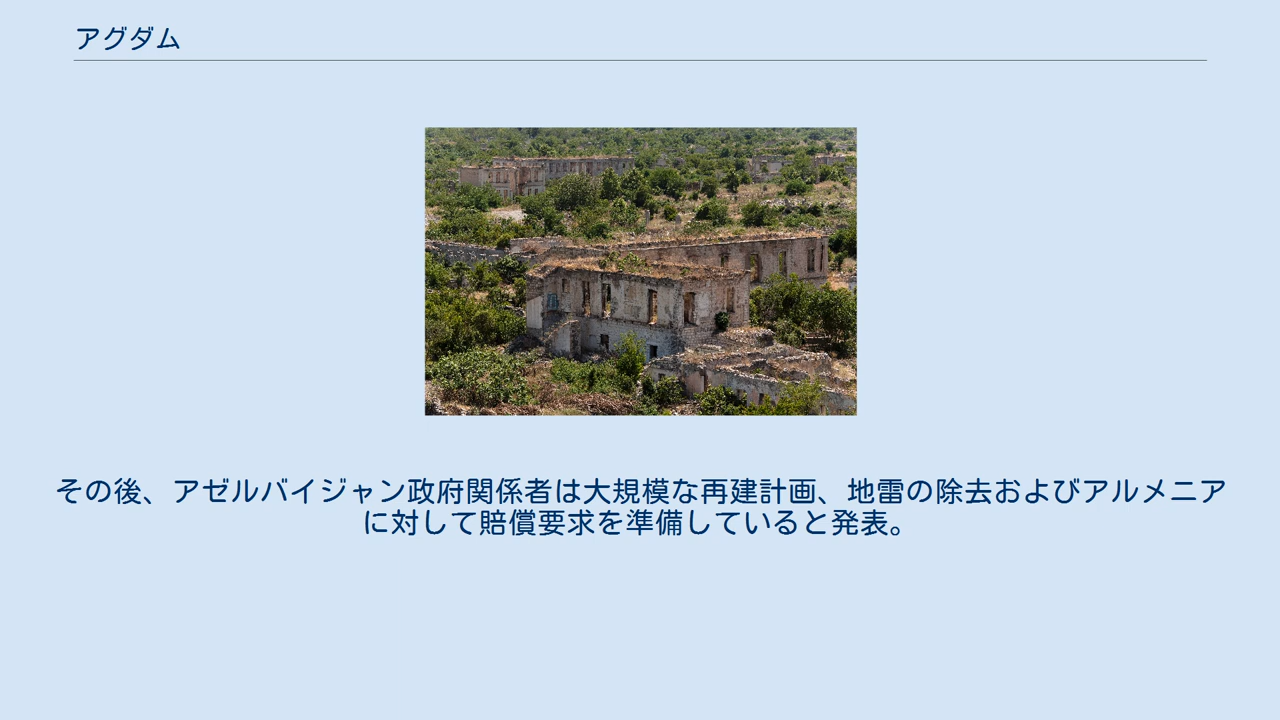 アグダム
その後、アゼルバイジャン政府関係者は大規模な再建計画、地雷の除去およびアルメニア
に対して賠償要求を準備していると発表。